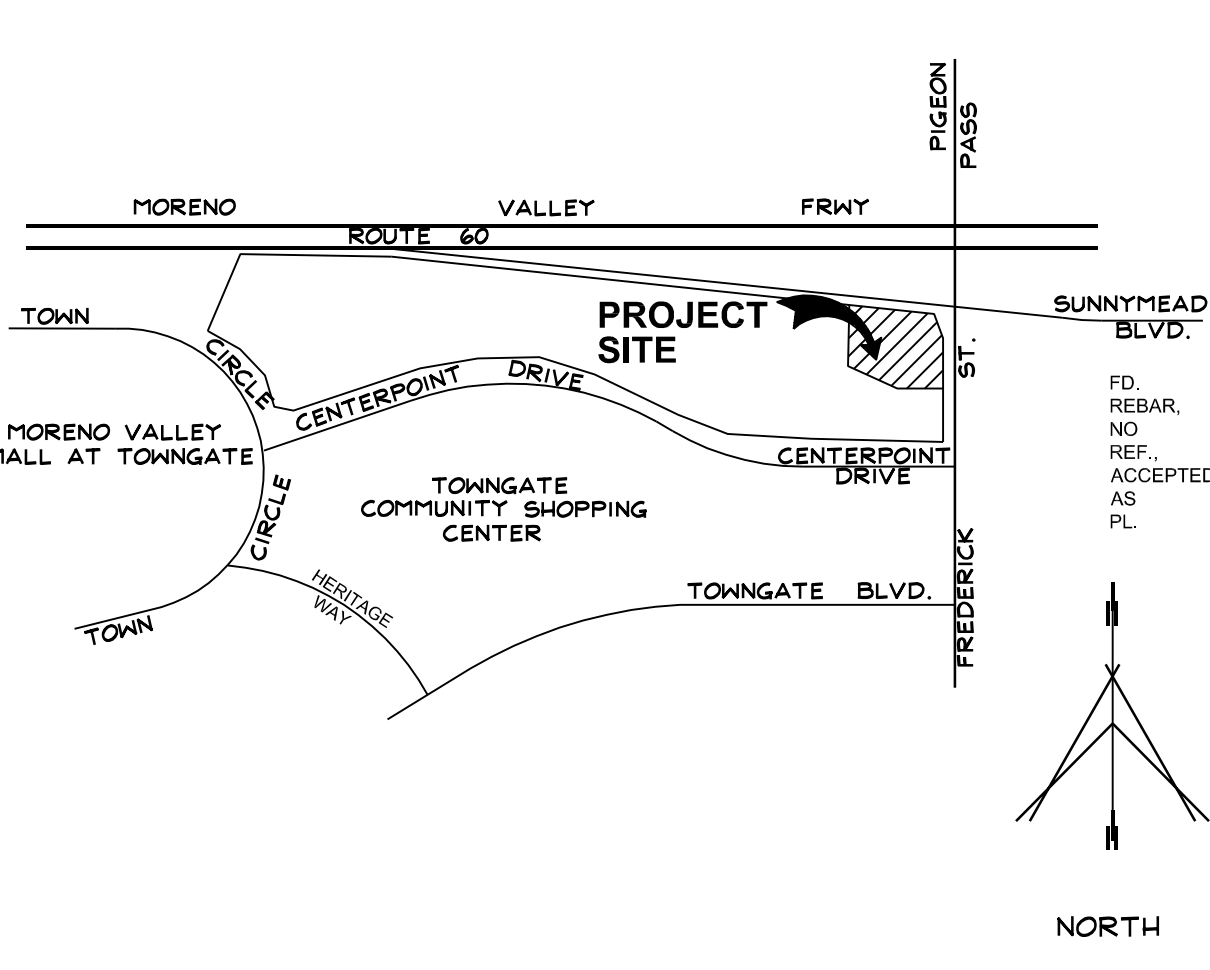 PIGEON
PASS
MORENO VALLEY FRWY
ROUTE 60
TOWN
CIRCLE
PROJECT
SITE
SUNNYMEAD
BLVD.
ST.
CENTERPOINT DRIVE
FD.
REBAR,
NO
REF.,
ACCEPTED
AS
PL.
MORENO VALLEY
MALL AT TOWNGATE
CENTERPOINT
DRIVE
TOWNGATE
COMMUNITY SHOPPING
CENTER
CIRCLE
HERITAGE
WAY
TOWNGATE BLVD.
FREDERICK
TOWN
NORTH